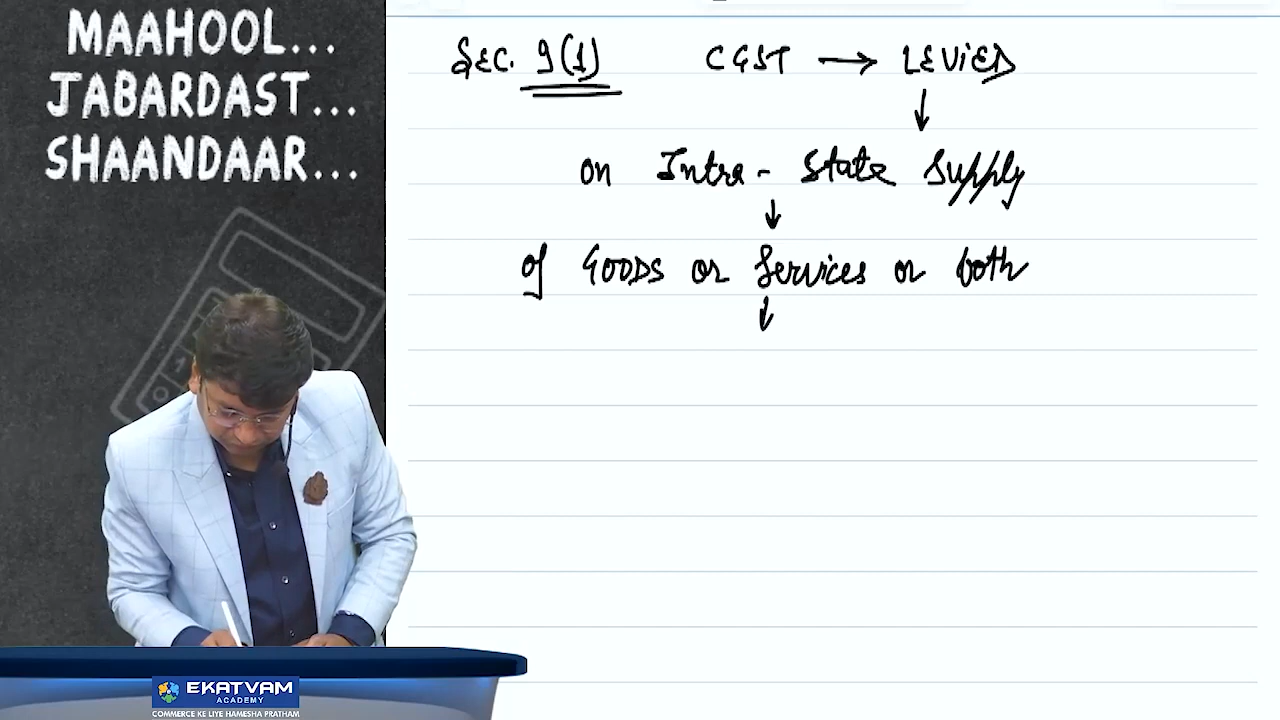 MAAHOOL...
JABARDAST...
SHAANDAAR...
SEC. 9(1) CGST → LEVIED
↓
on Intra - State Supply
↓
of GOODS or Services or both
↓
EKATVAM
ACADEMY
COMMERCE KE LIYE HAMESHA PRATHAM